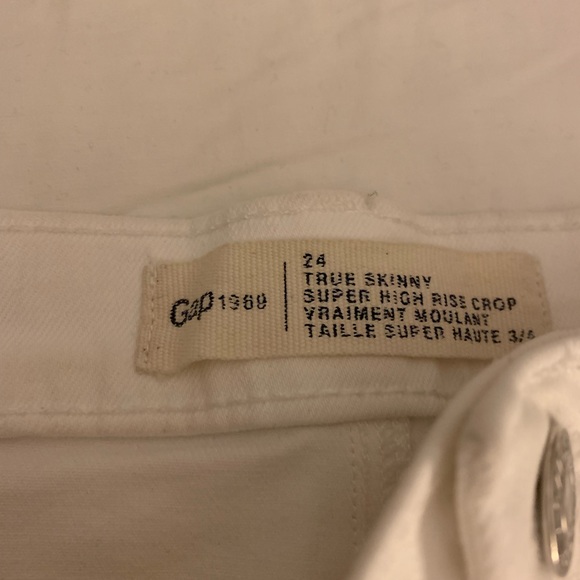 Gap 1969
24
TRUE SKINNY
SUPER HIGH RISE CROP
VRAIMENT MOULANT
TAILLE SUPER HAUTE 3/4